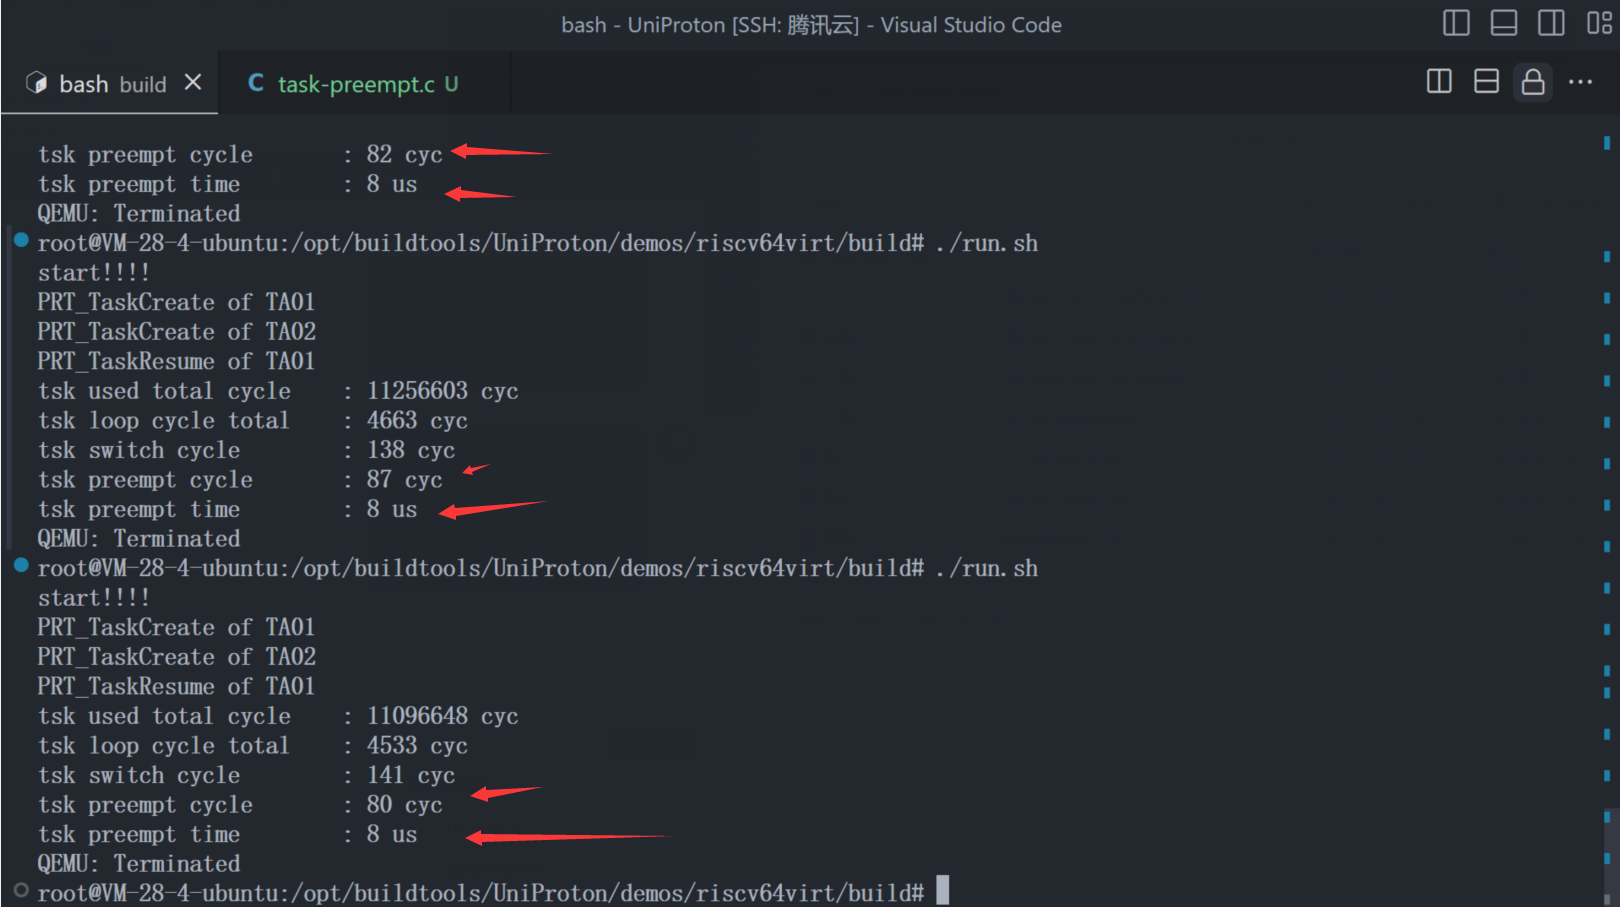 bash - UniProton [SSH: 腾讯云] - Visual Studio Code
bash build
C task-preempt.c U
tsk preempt cycle : 82 cyc
tsk preempt time : 8 us
QEMU: Terminated
root@VM-28-4-ubuntu:/opt/buildtools/UniProton/demos/riscv64virt/build# ./run.sh
start!!!!
PRT_TaskCreate of TA01
PRT_TaskCreate of TA02
PRT_TaskResume of TA01
tsk used total cycle : 11256603 cyc
tsk loop cycle total : 4663 cyc
tsk switch cycle : 138 cyc
tsk preempt cycle : 87 cyc
tsk preempt time : 8 us
QEMU: Terminated
root@VM-28-4-ubuntu:/opt/buildtools/UniProton/demos/riscv64virt/build# ./run.sh
start!!!!
PRT_TaskCreate of TA01
PRT_TaskCreate of TA02
PRT_TaskResume of TA01
tsk used total cycle : 11096648 cyc
tsk loop cycle total : 4533 cyc
tsk switch cycle : 141 cyc
tsk preempt cycle : 80 cyc
tsk preempt time : 8 us
QEMU: Terminated
root@VM-28-4-ubuntu:/opt/buildtools/UniProton/demos/riscv64virt/build#